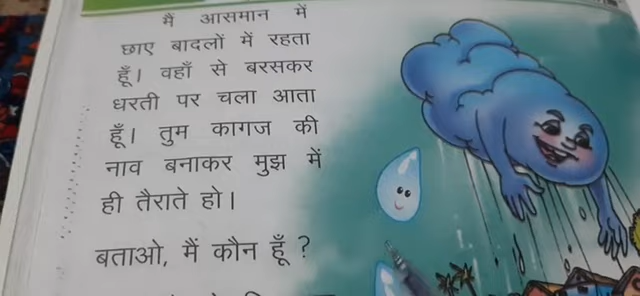 मैं आसमान में
छाए बादलों में रहता
हूँ। वहाँ से बरसकर
धरती पर चला आता
हूँ। तुम कागज की
नाव बनाकर मुझ में
ही तैराते हो।
बताओ, मैं कौन हूँ ?